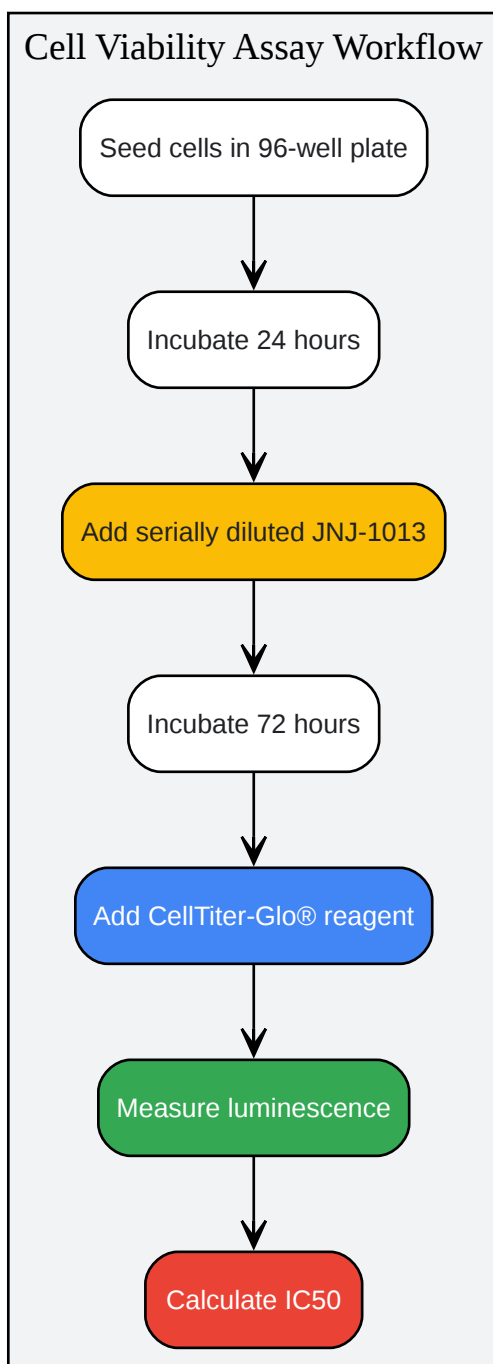 Cell Viability Assay Workflow
Seed cells in 96-well plate
Incubate 24 hours
Add serially diluted JNJ-1013
Incubate 72 hours
Add CellTiter-Glo® reagent
Measure luminescence
Calculate IC50